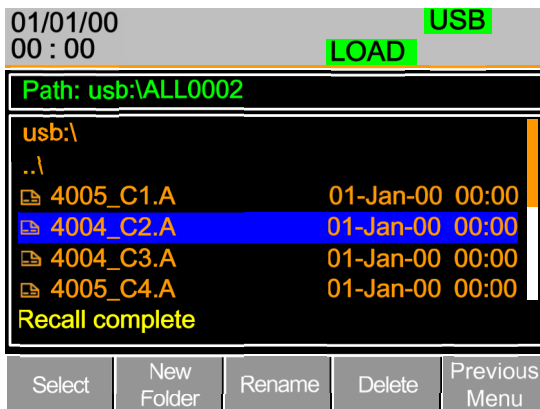 01/01/00 USB
00 : 00 LOAD
Path: usb:\ALL0002
usb:\
..\
4005_C1.A 01-Jan-00 00:00
4004_C2.A 01-Jan-00 00:00
4004_C3.A 01-Jan-00 00:00
4005_C4.A 01-Jan-00 00:00
Recall complete
Select New Folder Rename Delete Previous Menu